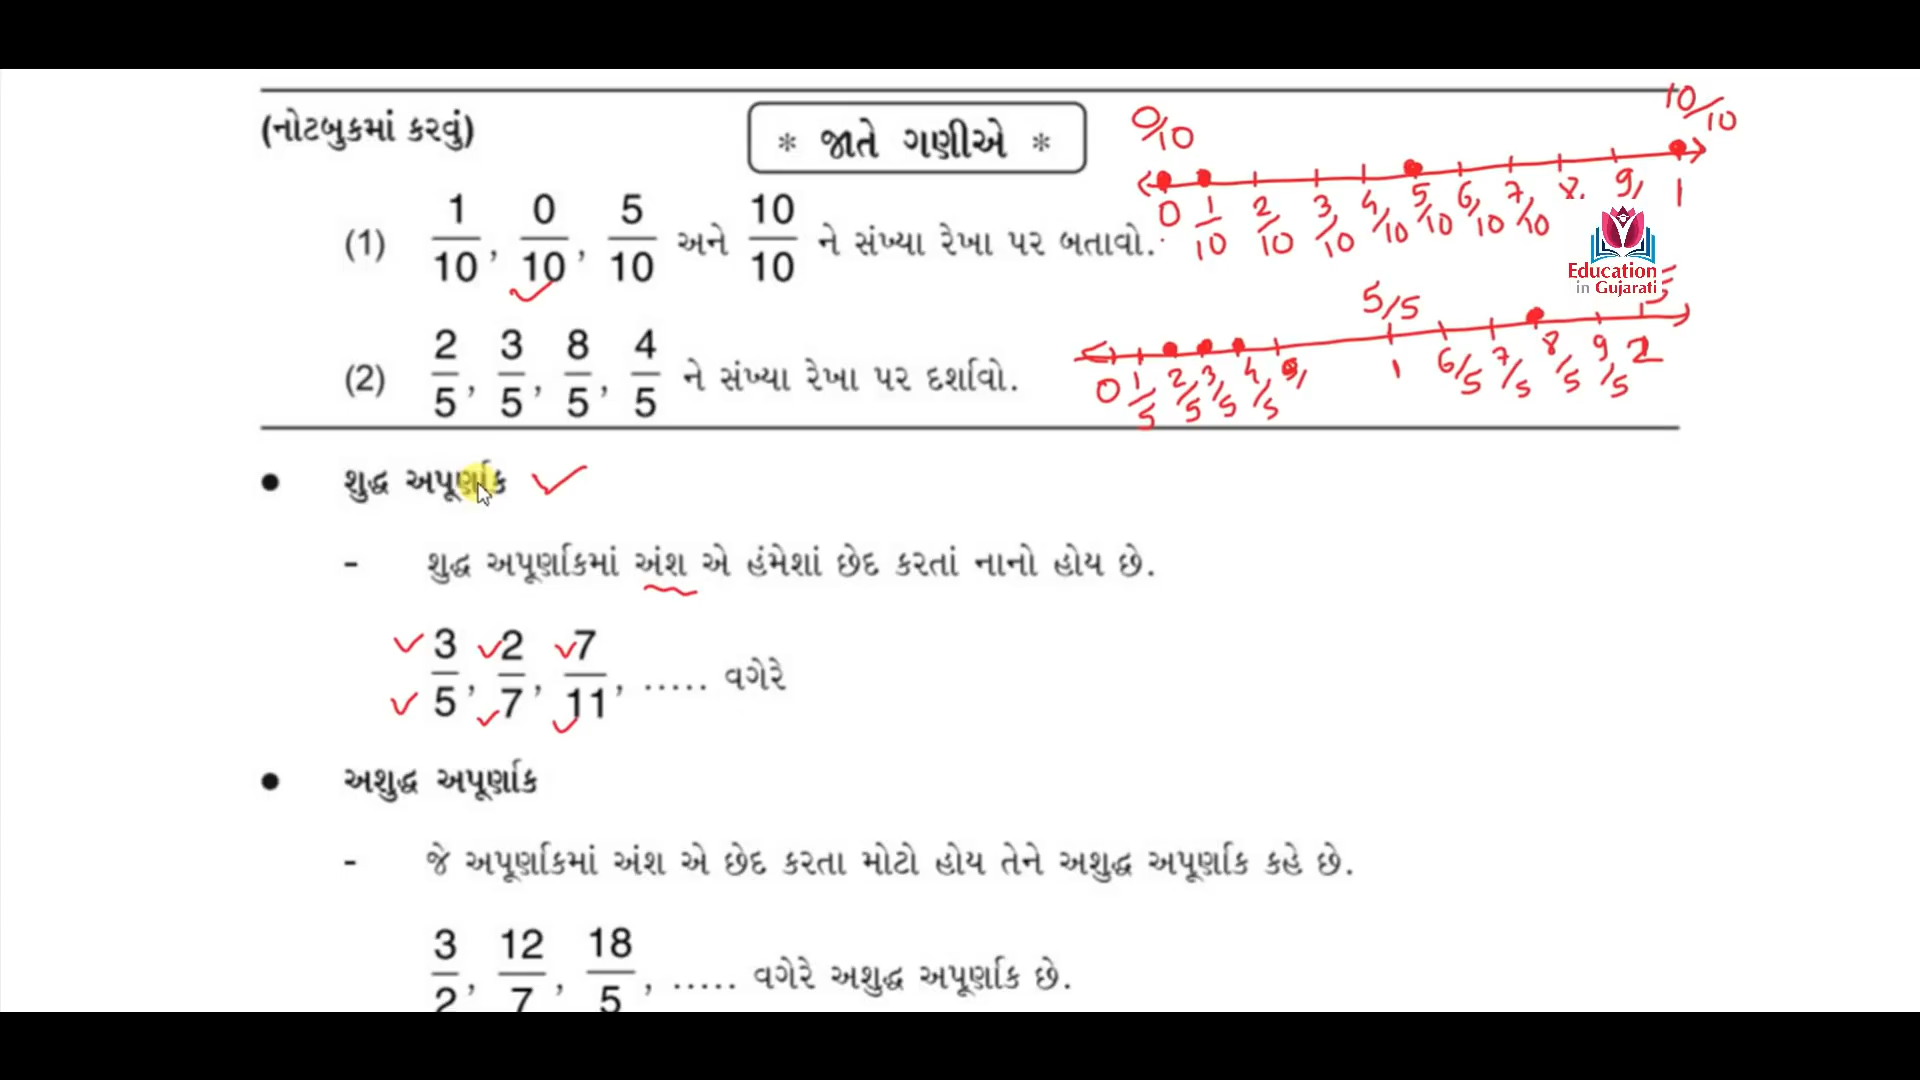 (નોટબુકમાં કરવું)
* જાતે ગણીએ *
(1) 1/10, 0/10, 5/10 અને 10/10 ને સંખ્યા રેખા પર બતાવો.
0/10 10/10
0 1/10 2/10 3/10 4/10 5/10 6/10 7/10 9/ 1
Education
in Gujarati
(2) 2/5, 3/5, 8/5, 4/5 ને સંખ્યા રેખા પર દર્શાવો.
5/5
0 1/5 2/5 3/5 4/5 1 6/5 7/5 8/5 9/5 2
• શુદ્ધ અપૂર્ણાંક
- શુદ્ધ અપૂર્ણાંકમાં અંશ એ હંમેશાં છેદ કરતાં નાનો હોય છે.
3/5, 2/7, 7/11, ..... વગેરે
• અશુદ્ધ અપૂર્ણાંક
- જે અપૂર્ણાંકમાં અંશ એ છેદ કરતા મોટો હોય તેને અશુદ્ધ અપૂર્ણાંક કહે છે.
3/2, 12/7, 18/5, ..... વગેરે અશુદ્ધ અપૂર્ણાંક છે.